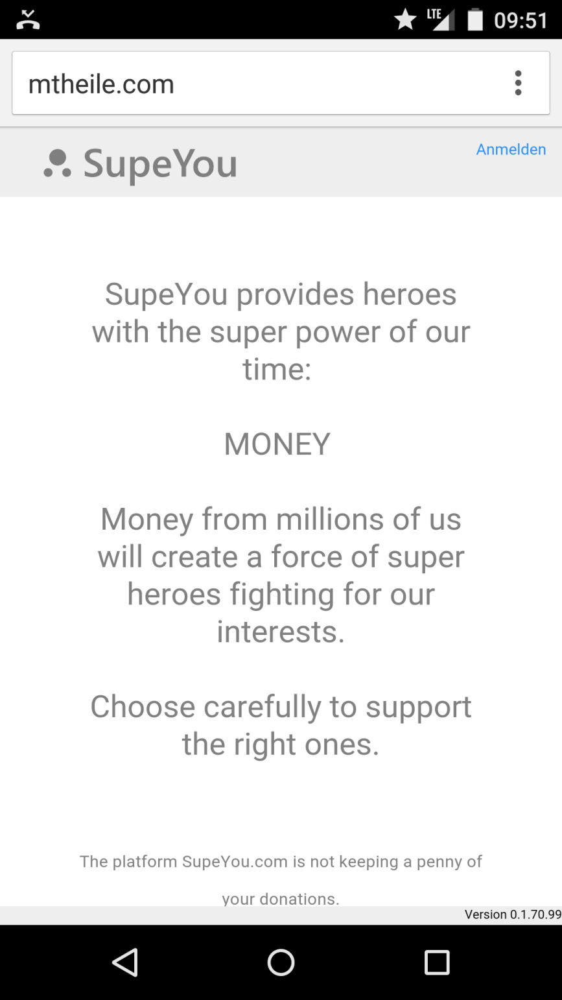 LTE 09:51
mtheile.com
SupeYou
Anmelden
SupeYou provides heroes
with the super power of our
time:
MONEY
Money from millions of us
will create a force of super
heroes fighting for our
interests.
Choose carefully to support
the right ones.
The platform SupeYou.com is not keeping a penny of
your donations.
Version 0.1.70.99